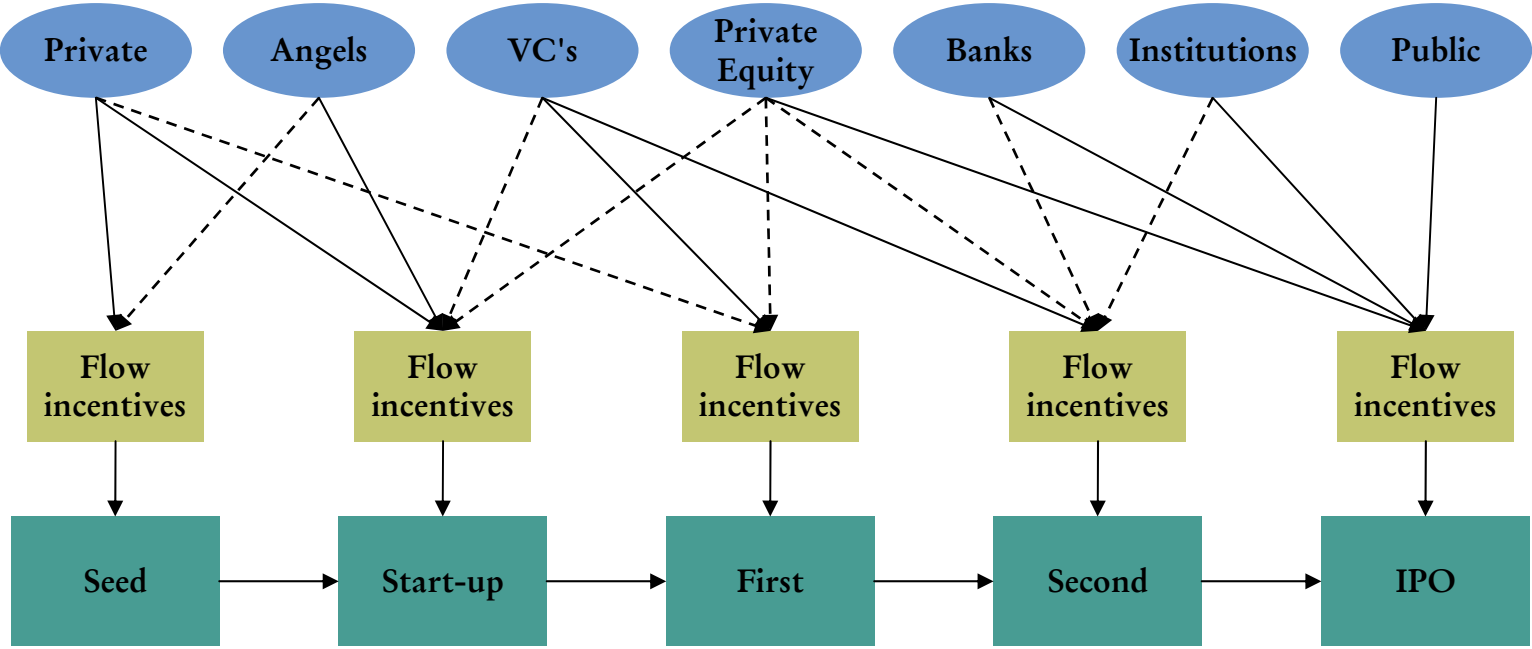 Private
Angels
VC's
Private
Equity
Banks
Institutions
Public
Flow
incentives
Flow
incentives
Flow
incentives
Flow
incentives
Flow
incentives
Seed
Start-up
First
Second
IPO